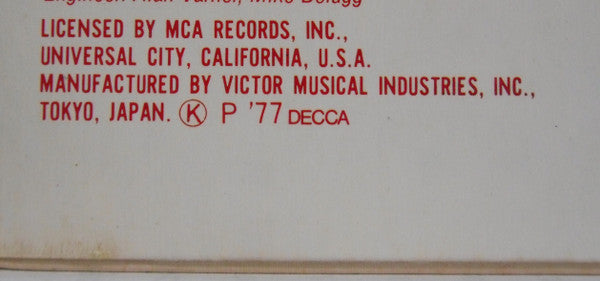 LICENSED BY MCA RECORDS, INC.,
UNIVERSAL CITY, CALIFORNIA, U.S.A.
MANUFACTURED BY VICTOR MUSICAL INDUSTRIES, INC.,
TOKYO, JAPAN. Ⓚ P '77 DECCA